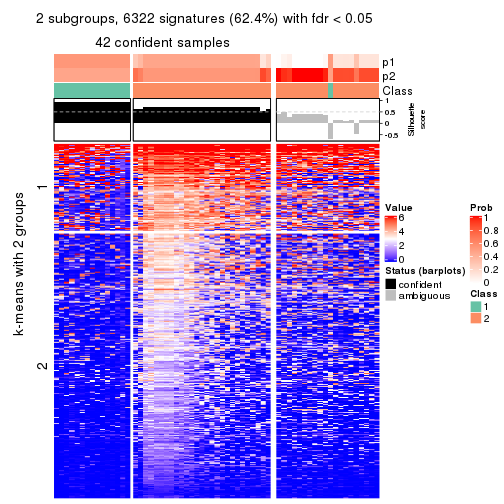 2 subgroups, 6322 signatures (62.4%) with fdr < 0.05
42 confident samples
p1
p2
Class
1
0.5
0
-0.5
Silhouette
score
k-means with 2 groups
1
2
Value
6
4
2
0
Status (barplots)
confident
ambiguous
Prob
1
0.8
0.6
0.4
0.2
0
Class
1
2